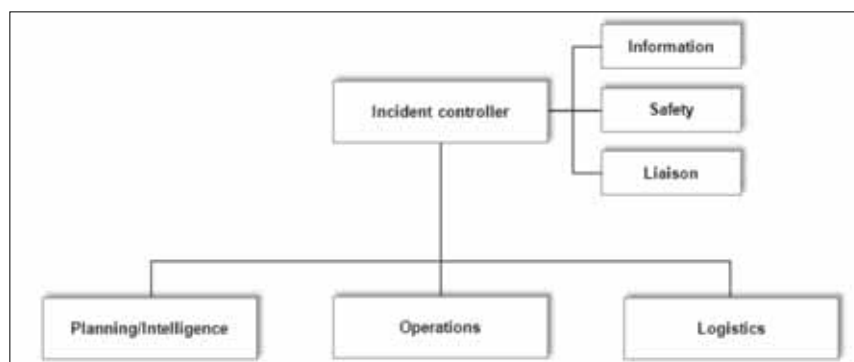 Information
Incident controller
Safety
Liaison
Planning/Intelligence
Operations
Logistics